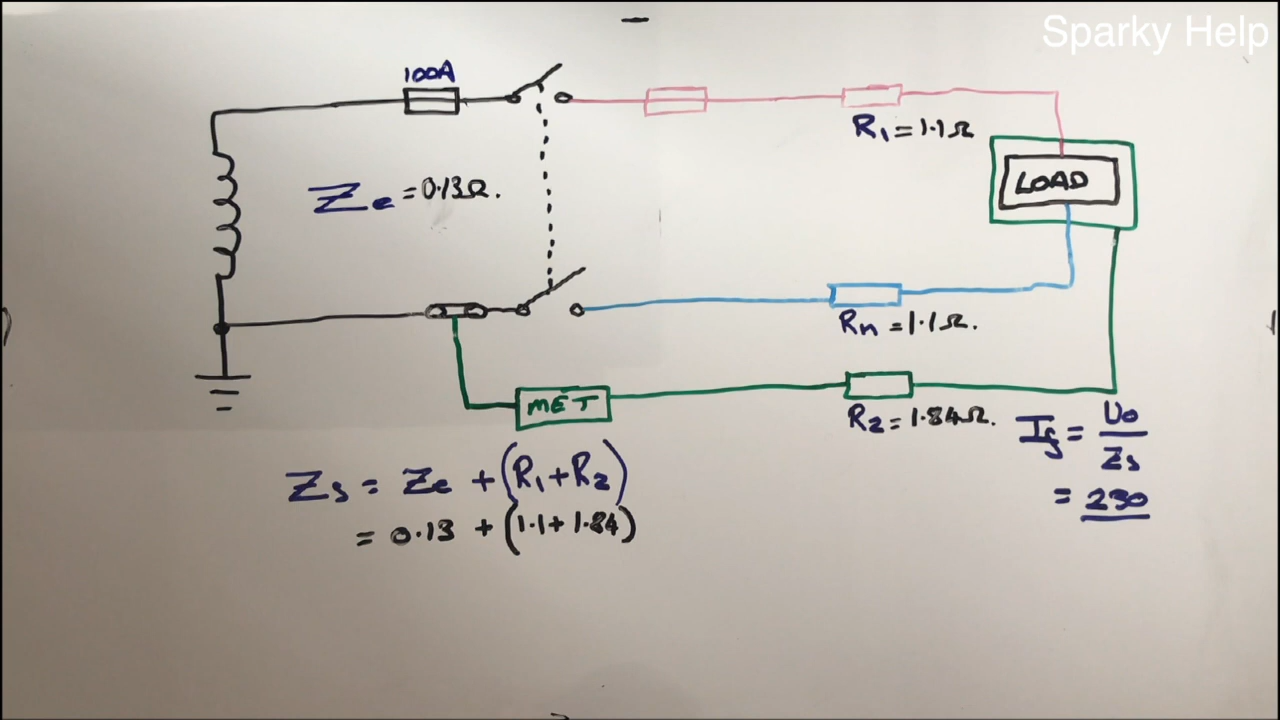 Sparky Help
100A
R₁ = 1.1Ω
LOAD
Ze = 0.13Ω.
Rn = 1.1Ω.
MET
R2 = 1.84Ω.
If = Uo
Zs
= 230
Zs = Ze + (R₁ + R2)
= 0.13 + (1.1 + 1.84)